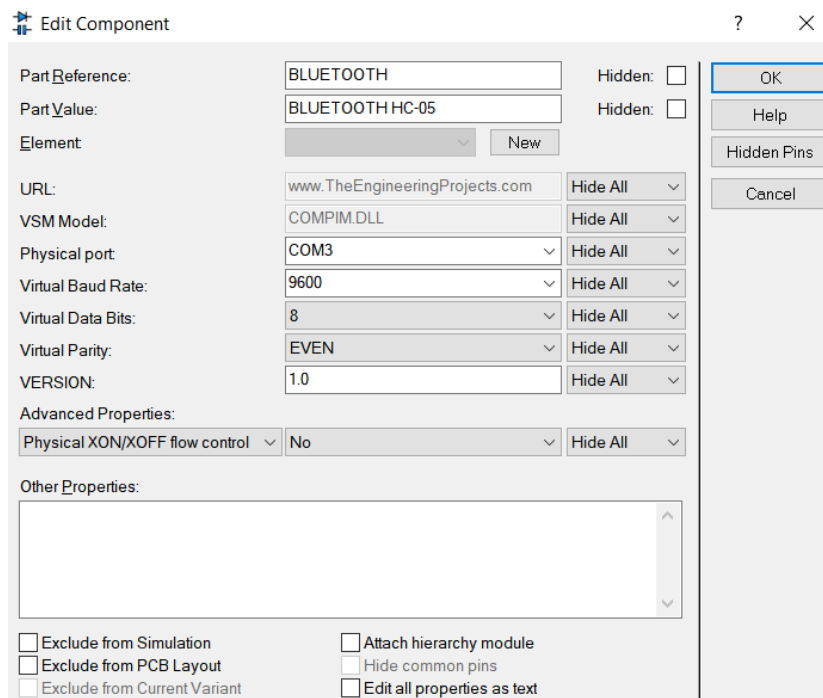 Edit Component ?
Part Reference: BLUETOOTH Hidden: OK
Part Value: BLUETOOTH HC-05 Hidden: Help
Element: New
Hidden Pins
URL: www.TheEngineeringProjects.com Hide All Cancel
VSM Model: COMPIM.DLL Hide All
Physical port: COM3 Hide All
Virtual Baud Rate: 9600 Hide All
Virtual Data Bits: 8 Hide All
Virtual Parity: EVEN Hide All
VERSION: 1.0 Hide All
Advanced Properties:
Physical XON/XOFF flow control No Hide All
Other Properties:
Exclude from Simulation Attach hierarchy module
Exclude from PCB Layout Hide common pins
Exclude from Current Variant Edit all properties as text